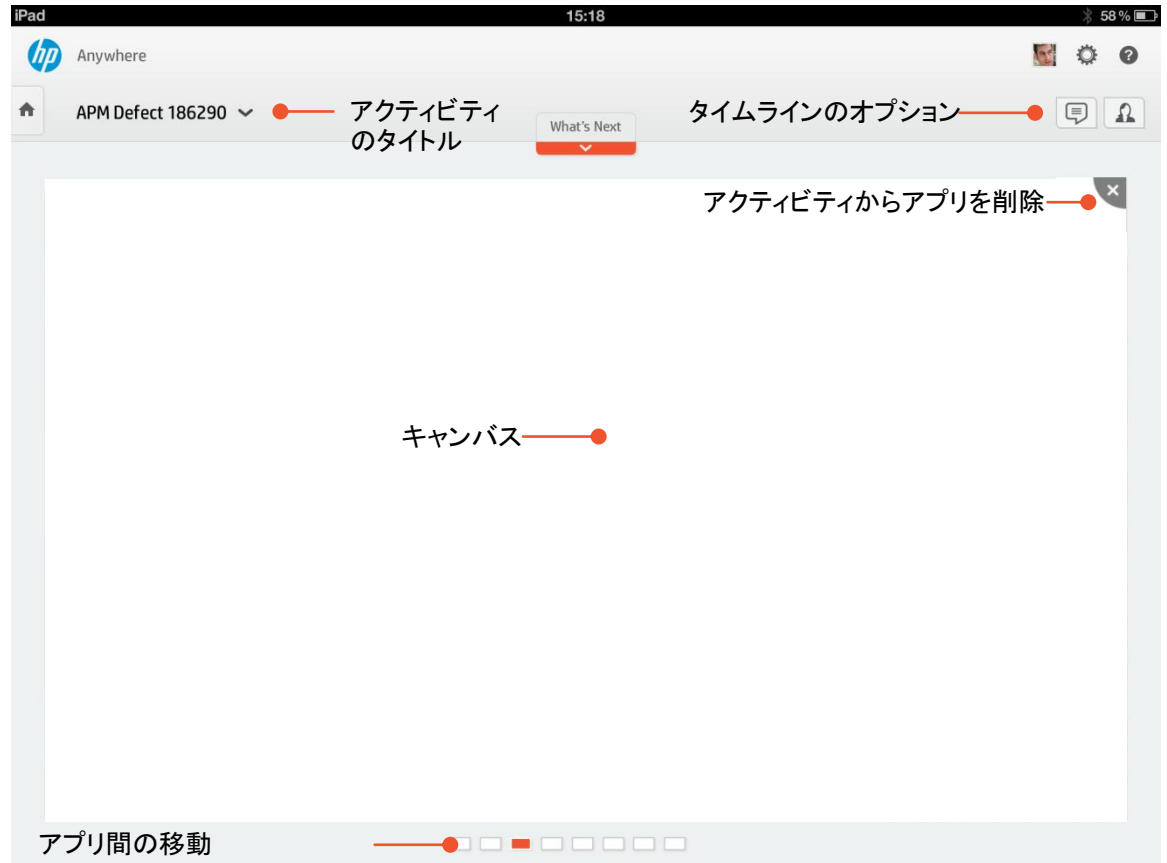 iPad 15:18 58%
hp Anywhere
APM Defect 186290
アクティビティ
のタイトル
What's Next
タイムラインのオプション
アクティビティからアプリを削除
キャンバス
アプリ間の移動